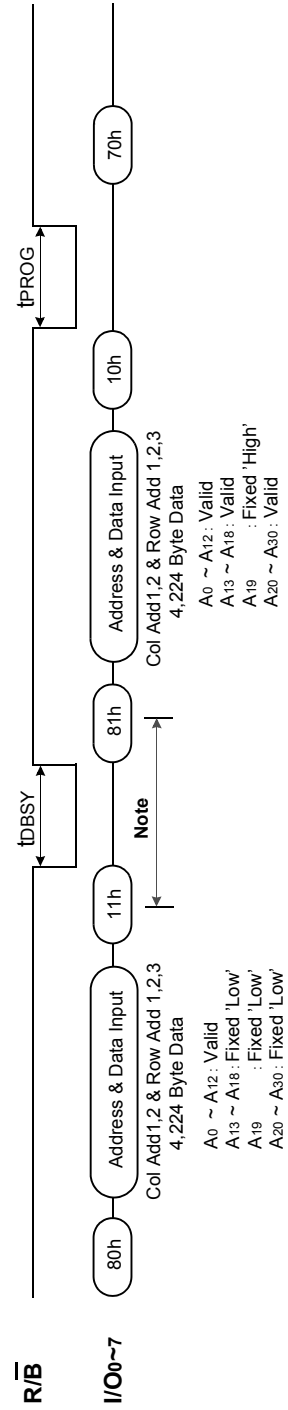 R/B
tDBSY
tPROG
I/O0~7
80h
Address & Data Input
11h
81h
Address & Data Input
10h
70h
Note
Col Add1,2 & Row Add 1,2,3
4,224 Byte Data
A0 ~ A12 : Valid
A13 ~ A18 : Fixed 'Low'
A19 : Fixed 'Low'
A20 ~ A30 : Fixed 'Low'
Col Add1,2 & Row Add 1,2,3
4,224 Byte Data
A0 ~ A12 : Valid
A13 ~ A18 : Valid
A19 : Fixed 'High'
A20 ~ A30 : Valid